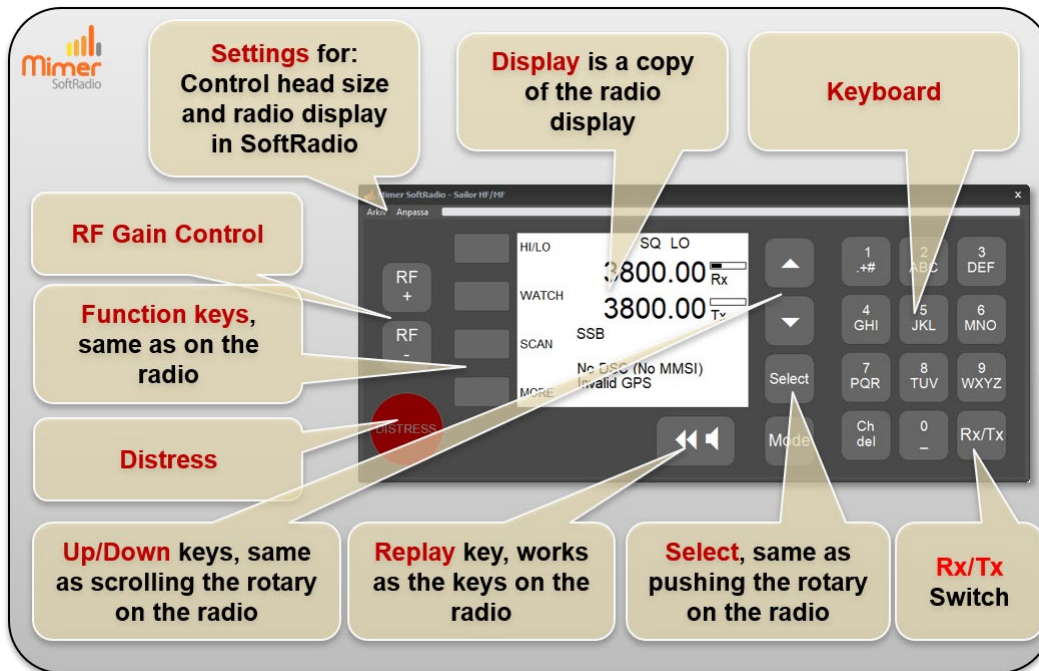 Mimer
SoftRadio
Settings for:
Control head size
and radio display
in SoftRadio
Display is a copy
of the radio
display
Keyboard
Mimer SoftRadio - Sailor HF/MF
x
Arkiv Anpassa
RF Gain Control
Function keys,
same as on the
radio
Distress
RF
+
RF
-
DISTRESS
HI/LO
WATCH
SCAN
MORE
SQ LO
3800.00
Rx
3800.00
Tx
SSB
No DSC (No MMSI)
Invalid GPS
Select
Mode
1
.+#
2
ABC
3
DEF
4
GHI
5
JKL
6
MNO
7
PQR
8
TUV
9
WXYZ
Ch
del
0
_
Rx/Tx
Up/Down keys, same
as scrolling the rotary
on the radio
Replay key, works
as the keys on the
radio
Select, same as
pushing the rotary
on the radio
Rx/Tx
Switch